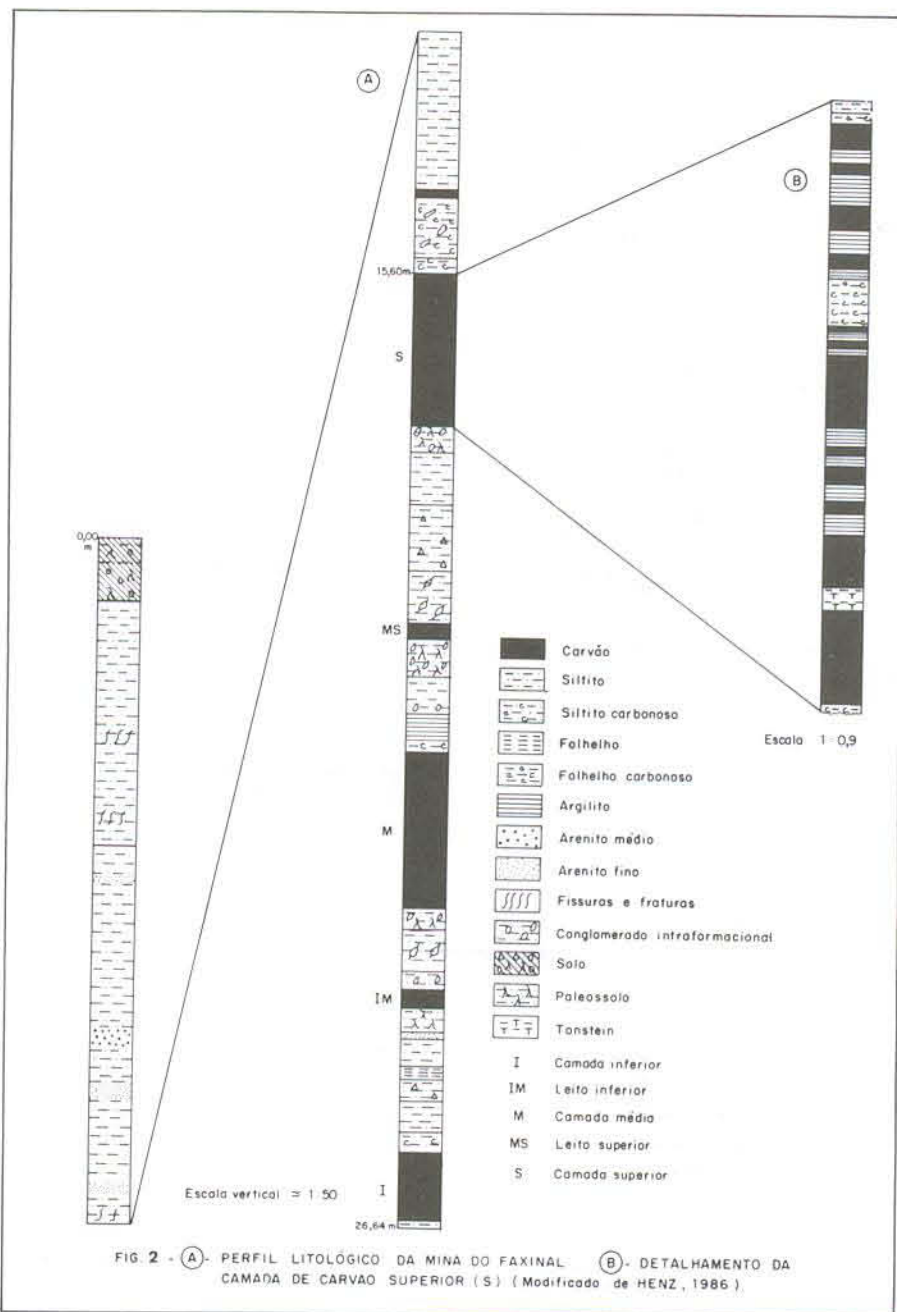 A
B
15,60m
S
0,00
m
MS
M
IM
I
26,64m
Carvão
Siltito
Siltito carbonoso
Folhelho
Folhelho carbonoso
Argilito
Arenito médio
Arenito fino
Fissuras e fraturas
Conglomerado intraformacional
Solo
Paleossolo
Tonstein
I Camada inferior
IM Leito inferior
M Camada média
MS Leito superior
S Camada superior
Escala 1:0,9
Escala vertical ≃ 1:50
FIG. 2 - A - PERFIL LITOLÓGICO DA MINA DO FAXINAL B - DETALHAMENTO DA
CAMADA DE CARVAO SUPERIOR (S) (Modificado de HENZ, 1986).